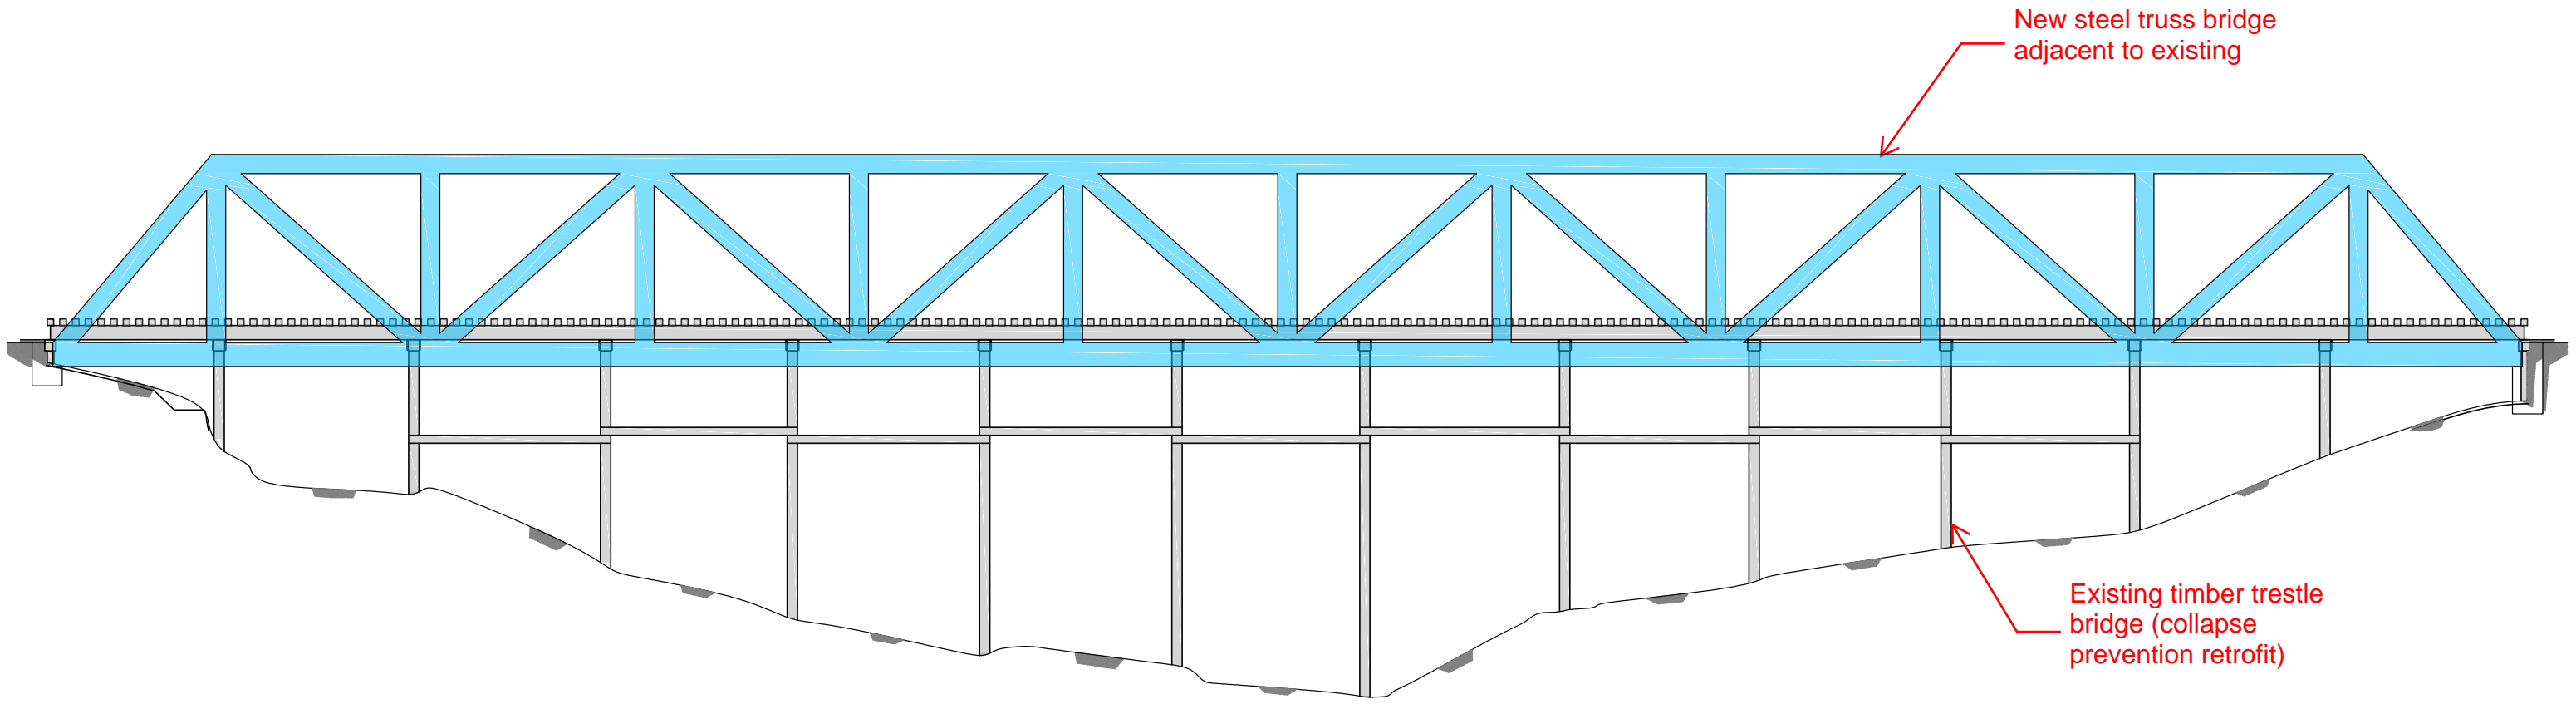 New steel truss bridge
adjacent to existing
Existing timber trestle
bridge (collapse
prevention retrofit)